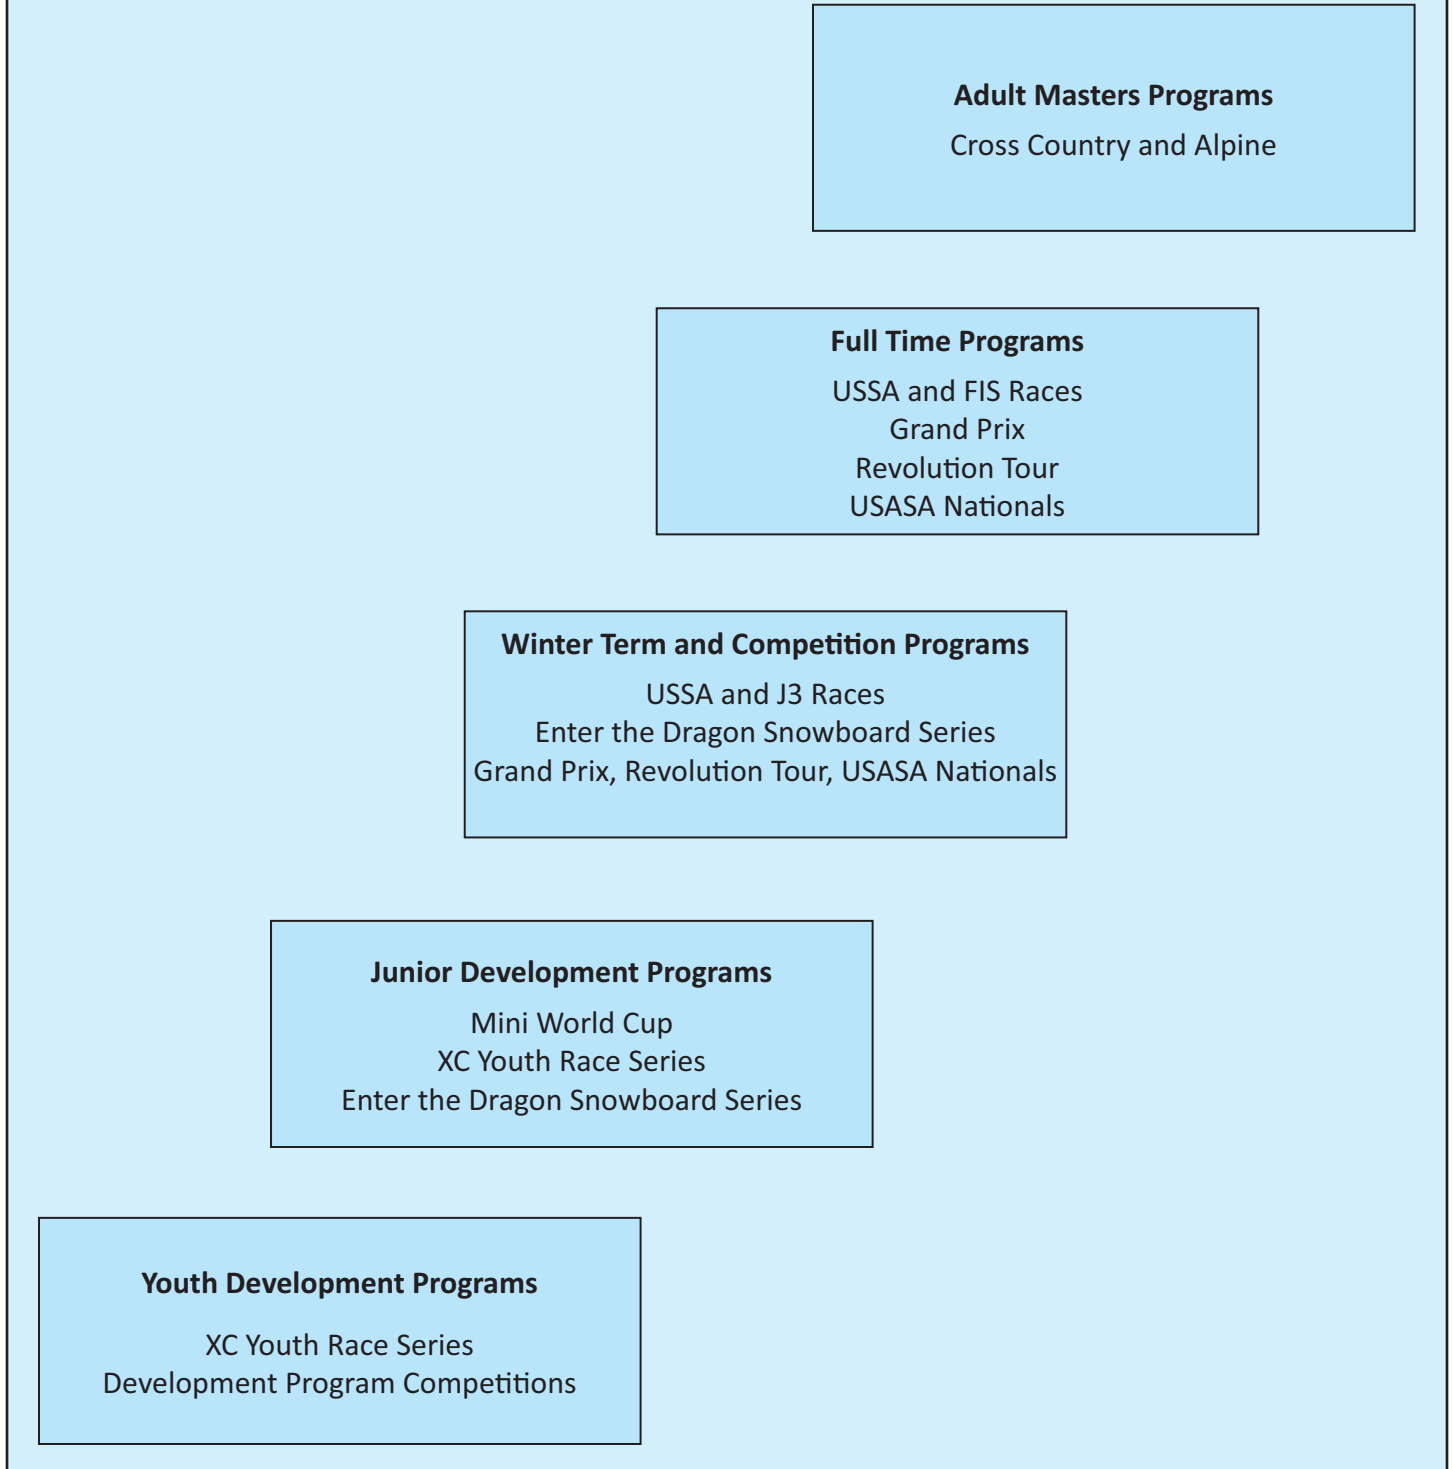 Adult Masters Programs
Cross Country and Alpine
Full Time Programs
USSA and FIS Races
Grand Prix
Revolution Tour
USASA Nationals
Winter Term and Competition Programs
USSA and J3 Races
Enter the Dragon Snowboard Series
Grand Prix, Revolution Tour, USASA Nationals
Junior Development Programs
Mini World Cup
XC Youth Race Series
Enter the Dragon Snowboard Series
Youth Development Programs
XC Youth Race Series
Development Program Competitions